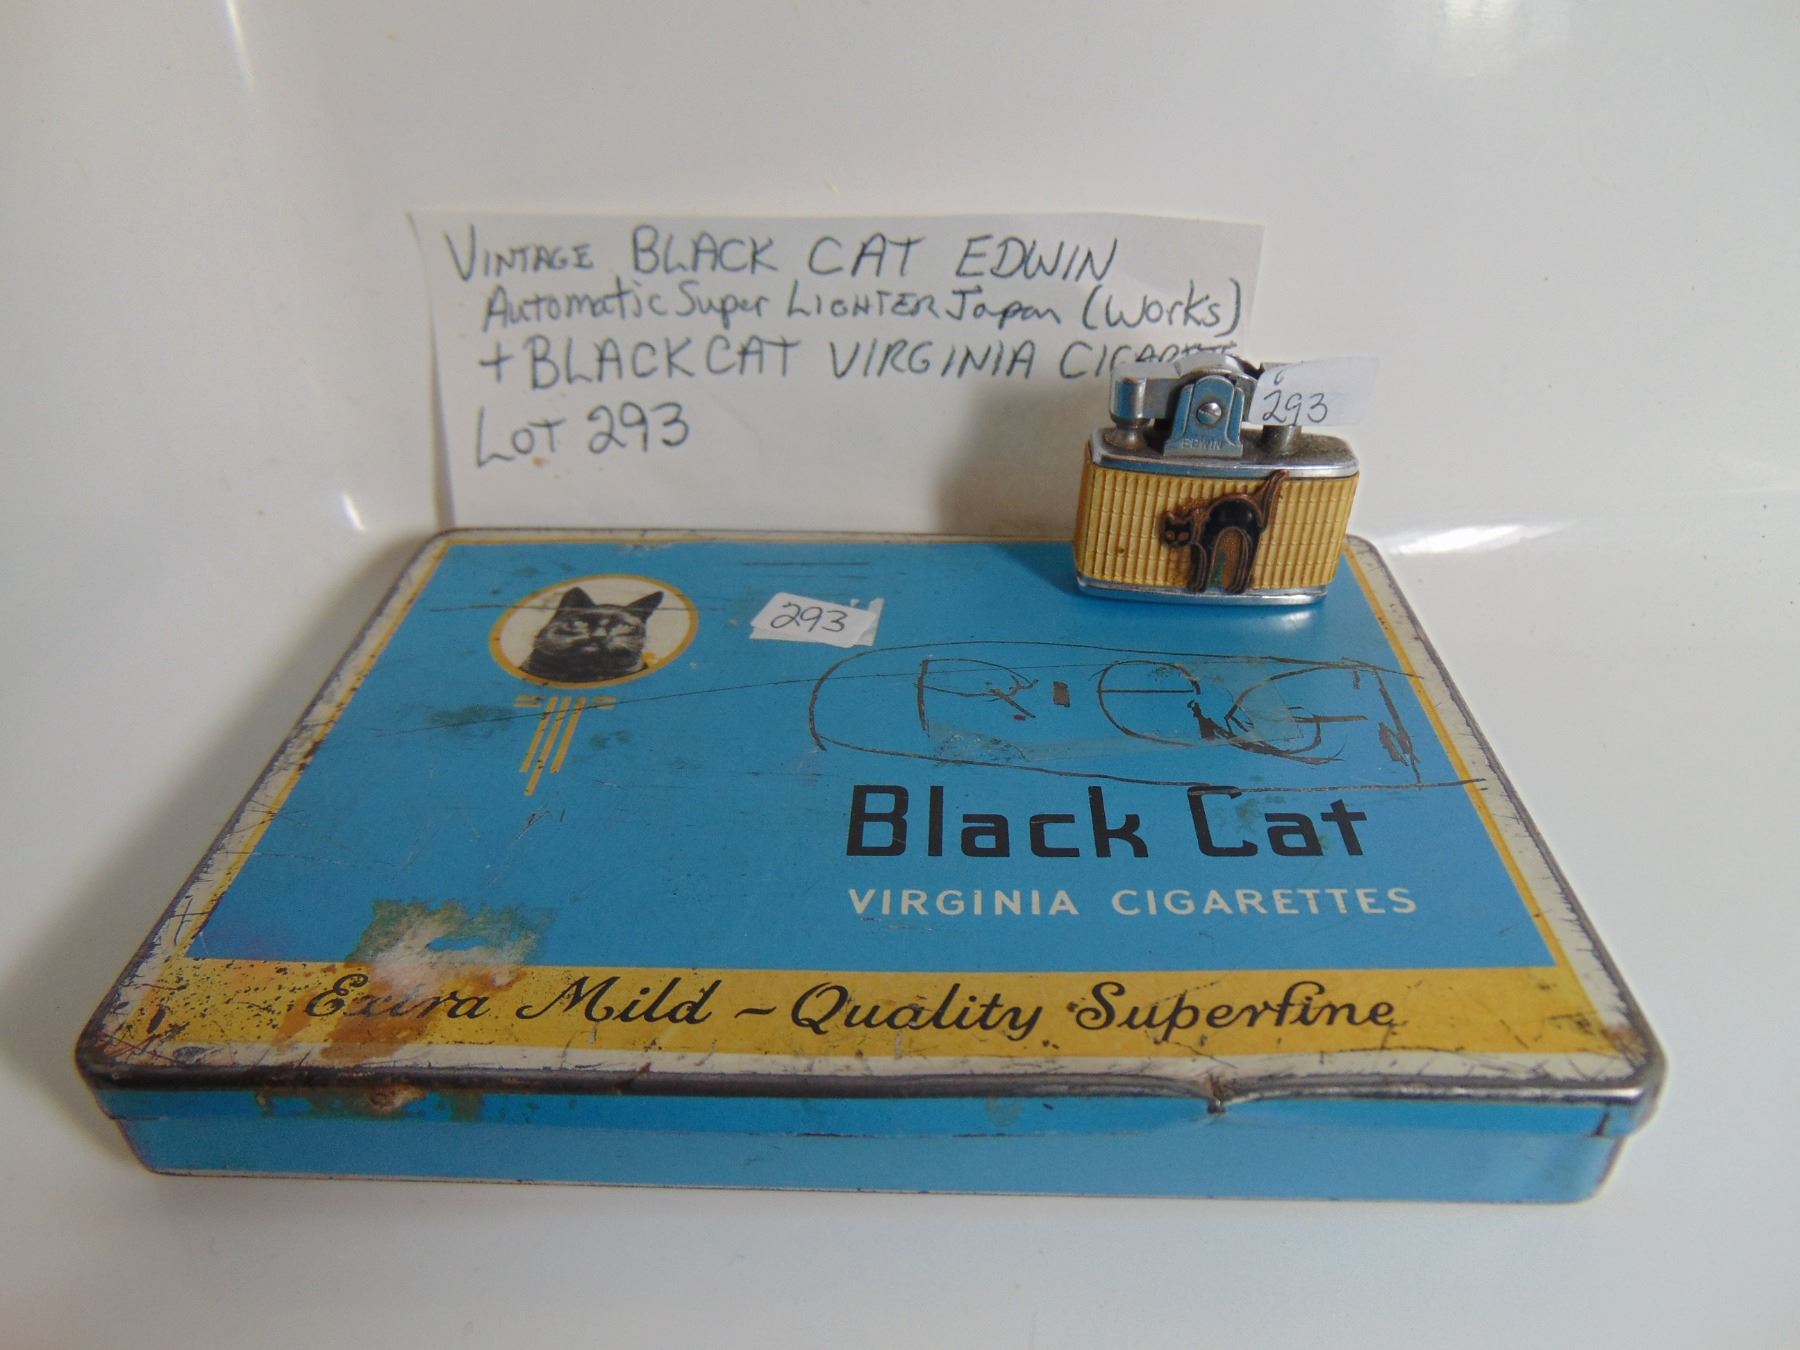 VINTAGE BLACK CAT EDWIN
Automatic Super LIGHTER Japan (Works)
+ BLACK CAT VIRGINIA
LOT 293
293
EDWIN
293
Black Cat
VIRGINIA CIGARETTES
Extra Mild - Quality Superfine